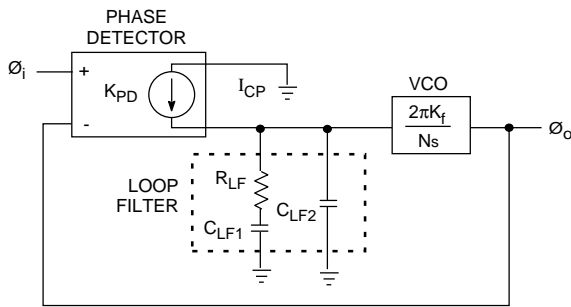 PHASE
DETECTOR
Øi
+
KPD
ICP
-
VCO
2πKf
Ns
Øo
LOOP
FILTER
RLF
CLF1
CLF2